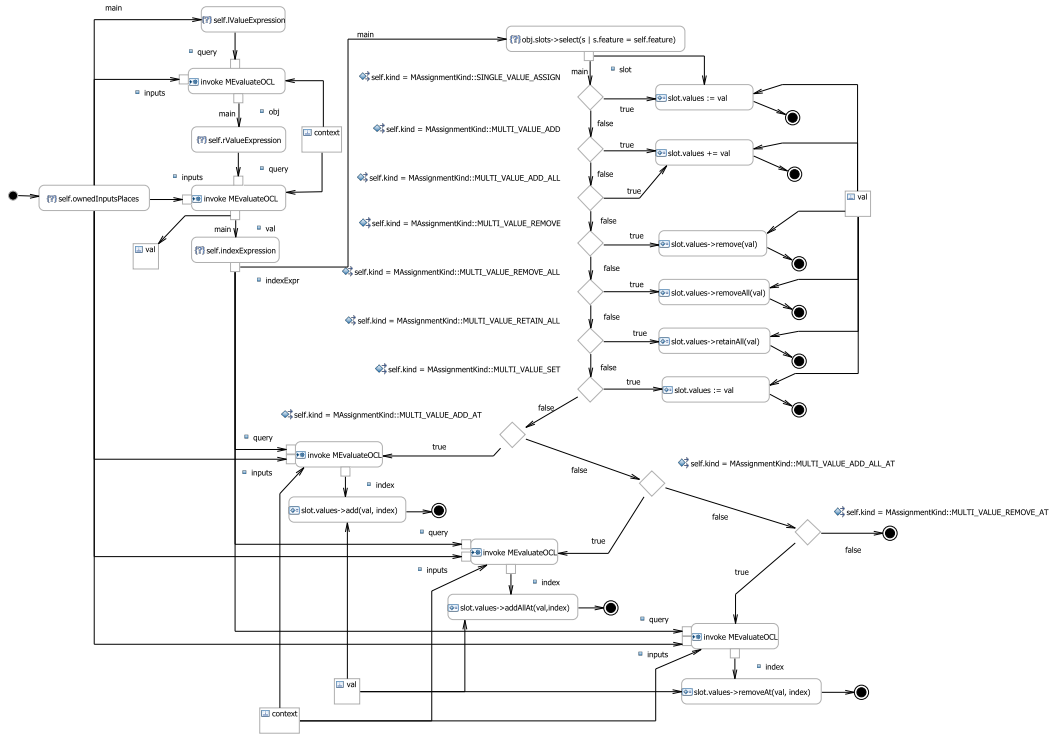 main
self.lValueExpression
query
invoke MEvaluateOCL
inputs
main
obj
context
self.rValueExpression
query
inputs
self.ownedInputsPlaces
invoke MEvaluateOCL
main
val
val
self.indexExpression
indexExpr
main
obj.slots->select(s | s.feature = self.feature)
main
slot
self.kind = MAssignmentKind::SINGLE_VALUE_ASSIGN
slot.values := val
true
false
self.kind = MAssignmentKind::MULTI_VALUE_ADD
true
slot.values += val
false
self.kind = MAssignmentKind::MULTI_VALUE_ADD_ALL
true
val
false
self.kind = MAssignmentKind::MULTI_VALUE_REMOVE
true
slot.values->remove(val)
false
self.kind = MAssignmentKind::MULTI_VALUE_REMOVE_ALL
true
slot.values->removeAll(val)
false
self.kind = MAssignmentKind::MULTI_VALUE_RETAIN_ALL
true
slot.values->retainAll(val)
false
self.kind = MAssignmentKind::MULTI_VALUE_SET
true
slot.values := val
false
self.kind = MAssignmentKind::MULTI_VALUE_ADD_AT
query
true
invoke MEvaluateOCL
inputs
false
self.kind = MAssignmentKind::MULTI_VALUE_ADD_ALL_AT
index
slot.values->add(val, index)
false
self.kind = MAssignmentKind::MULTI_VALUE_REMOVE_AT
query
true
false
invoke MEvaluateOCL
inputs
index
true
slot.values->addAllAt(val,index)
query
invoke MEvaluateOCL
inputs
index
val
slot.values->removeAt(val, index)
context